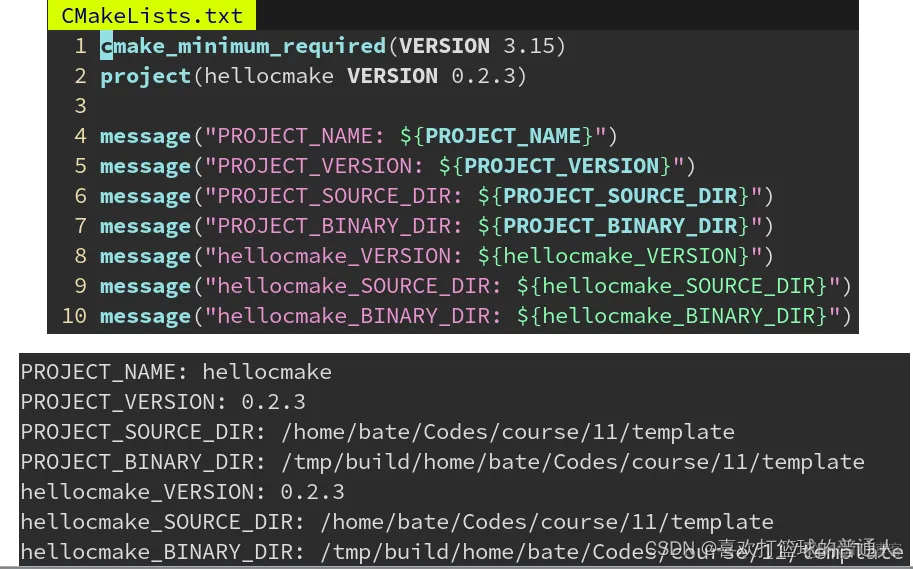 CMakeLists.txt
1 cmake_minimum_required(VERSION 3.15)
2 project(hellocmake VERSION 0.2.3)
3
4 message("PROJECT_NAME: ${PROJECT_NAME}")
5 message("PROJECT_VERSION: ${PROJECT_VERSION}")
6 message("PROJECT_SOURCE_DIR: ${PROJECT_SOURCE_DIR}")
7 message("PROJECT_BINARY_DIR: ${PROJECT_BINARY_DIR}")
8 message("hellocmake_VERSION: ${hellocmake_VERSION}")
9 message("hellocmake_SOURCE_DIR: ${hellocmake_SOURCE_DIR}")
10 message("hellocmake_BINARY_DIR: ${hellocmake_BINARY_DIR}")
PROJECT_NAME: hellocmake
PROJECT_VERSION: 0.2.3
PROJECT_SOURCE_DIR: /home/bate/Codes/course/11/template
PROJECT_BINARY_DIR: /tmp/build/home/bate/Codes/course/11/template
hellocmake_VERSION: 0.2.3
hellocmake_SOURCE_DIR: /home/bate/Codes/course/11/template
hellocmake_BINARY_DIR: /tmp/build/home/bate/Codes/course/11/template
CSDN @喜欢打篮球的普通人